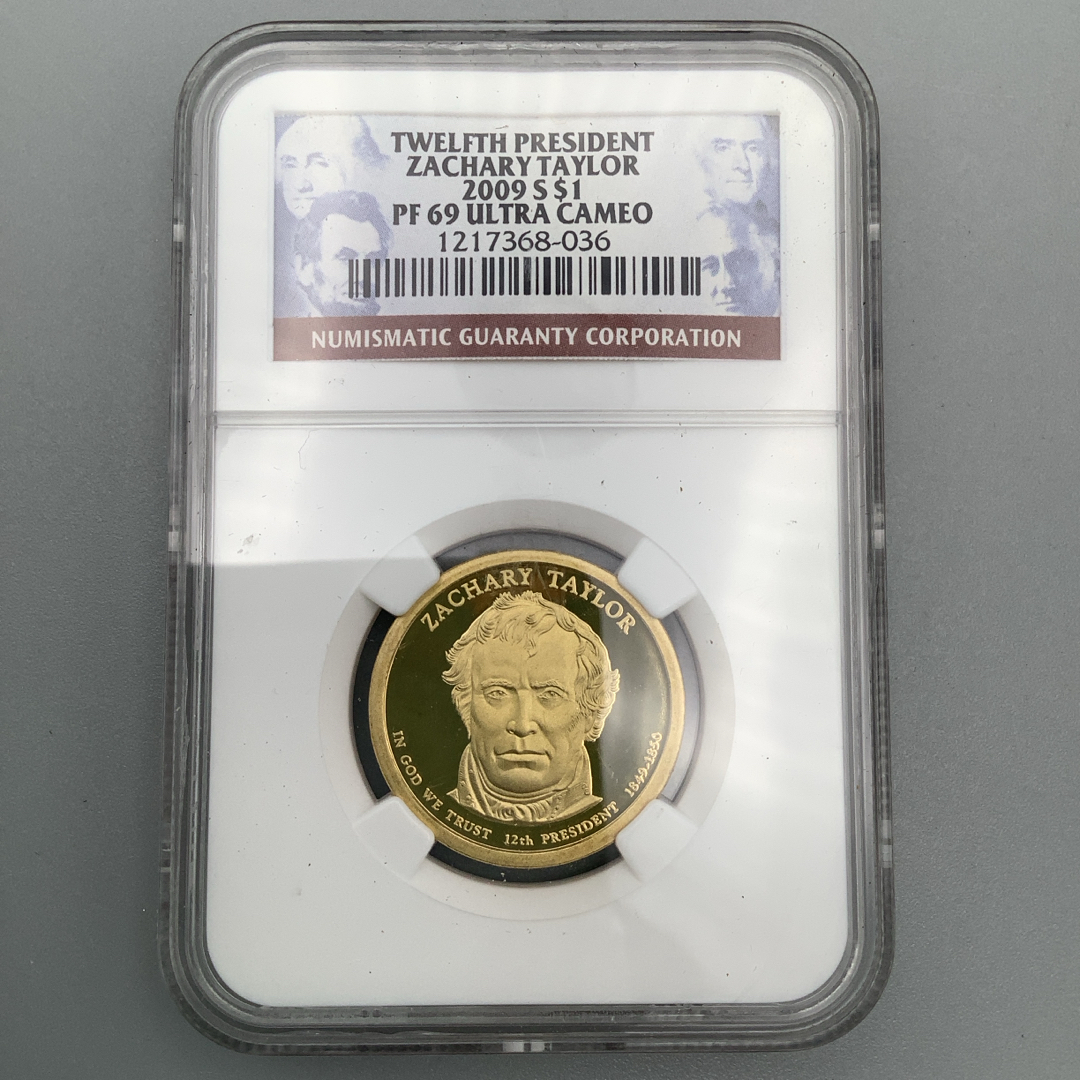 TWELFTH PRESIDENT
ZACHARY TAYLOR
2009 S $1
PF 69 ULTRA CAMEO
1217368-036
NUMISMATIC GUARANTY CORPORATION
ZACHARY TAYLOR
IN GOD WE TRUST 12th PRESIDENT 1849-1850